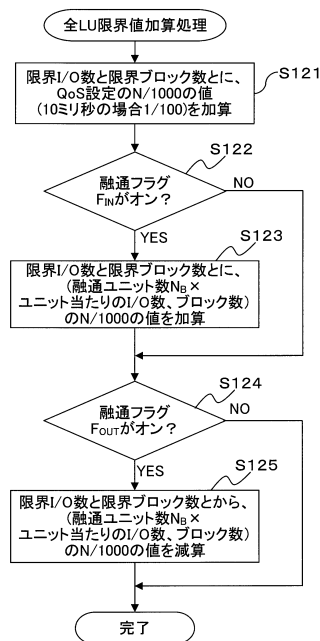 全LU限界値加算処理
S121
限界I/O数と限界ブロック数とに、
QoS設定のN/1000の値
(10ミリ秒の場合1/100)を加算
S122
融通フラグ
FINがオン?
NO
YES
S123
限界I/O数と限界ブロック数とに、
(融通ユニット数NB×
ユニット当たりのI/O数、ブロック数)
のN/1000の値を加算
S124
融通フラグ
FOUTがオン?
NO
YES
S125
限界I/O数と限界ブロック数とから、
(融通ユニット数NB×
ユニット当たりのI/O数、ブロック数)
のN/1000の値を減算
完了